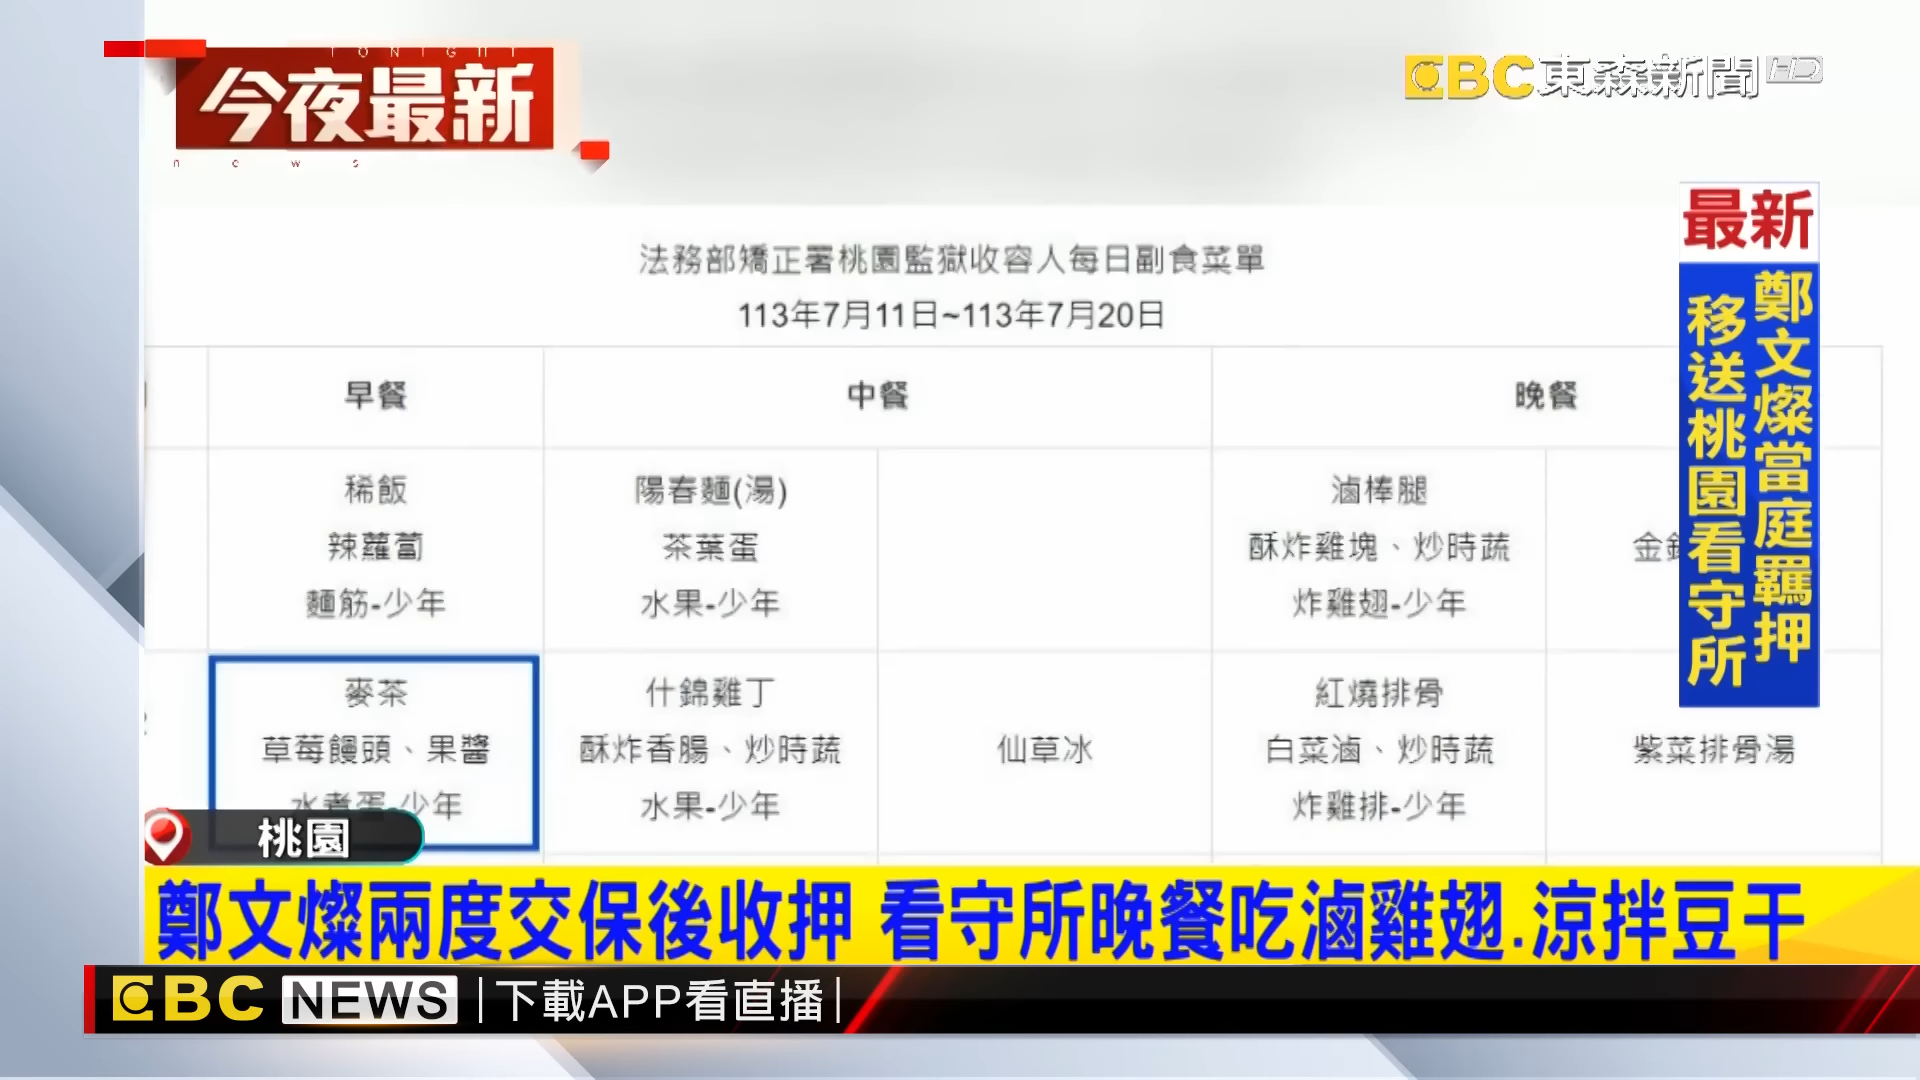 TONIGHT
今夜最新
news
EBC東森新聞HD
最新
鄭文燦當庭羈押
移送桃園看守所
法務部矯正署桃園監獄收容人每日副食菜單
113年7月11日~113年7月20日
早餐 中餐 晚餐
稀飯 陽春麵(湯) 滷棒腿
辣蘿蔔 茶葉蛋 酥炸雞塊、炒時蔬 金
麵筋-少年 水果-少年 炸雞翅-少年
麥茶 什錦雞丁 紅燒排骨
草莓饅頭、果醬 酥炸香腸、炒時蔬 仙草冰 白菜滷、炒時蔬 紫菜排骨湯
水煮蛋-少年 水果-少年 炸雞排-少年
桃園
鄭文燦兩度交保後收押 看守所晚餐吃滷雞翅.涼拌豆干
EBC NEWS |下載APP看直播|